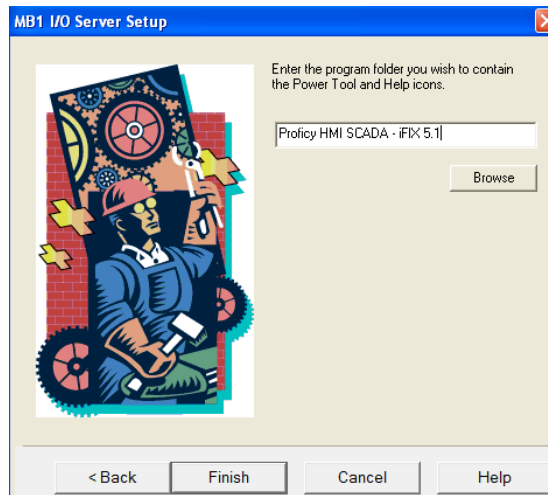 MB1 I/O Server Setup
Enter the program folder you wish to contain
the Power Tool and Help icons.
Proficy HMI SCADA - iFIX 5.1
Browse
< Back
Finish
Cancel
Help